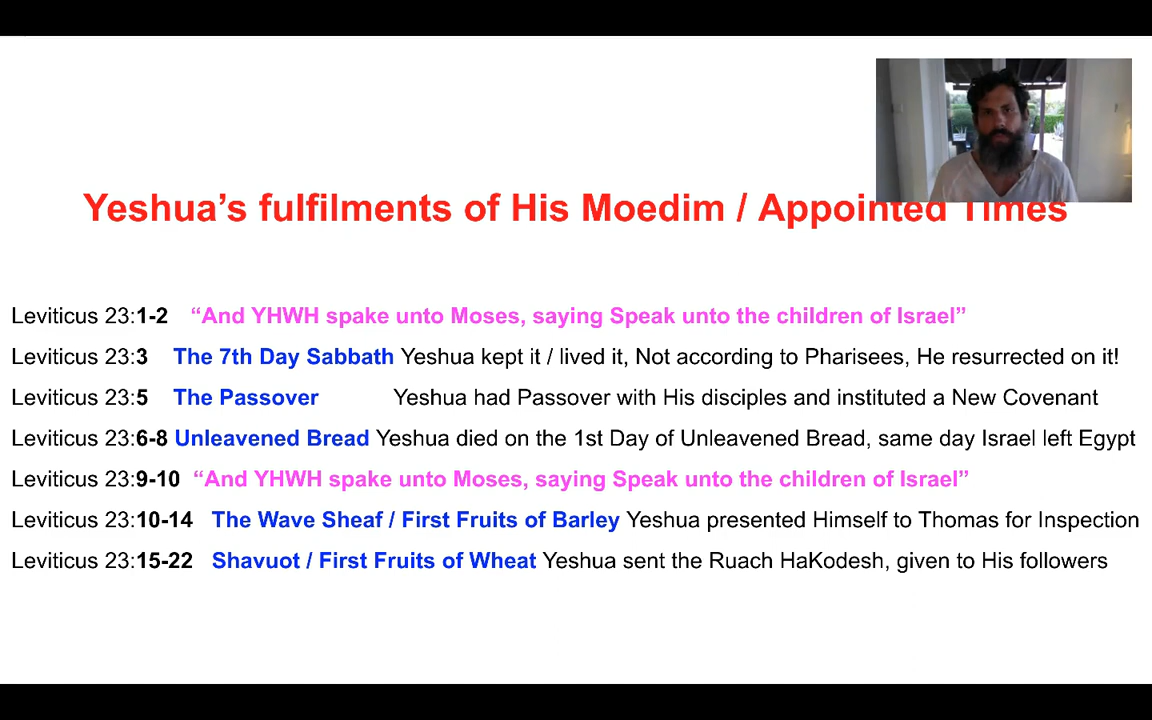 Yeshua’s fulfilments of His Moedim / Appointed Times
Leviticus 23:1-2 “And YHWH spake unto Moses, saying Speak unto the children of Israel”
Leviticus 23:3 The 7th Day Sabbath Yeshua kept it / lived it, Not according to Pharisees, He resurrected on it!
Leviticus 23:5 The Passover Yeshua had Passover with His disciples and instituted a New Covenant
Leviticus 23:6-8 Unleavened Bread Yeshua died on the 1st Day of Unleavened Bread, same day Israel left Egypt
Leviticus 23:9-10 “And YHWH spake unto Moses, saying Speak unto the children of Israel”
Leviticus 23:10-14 The Wave Sheaf / First Fruits of Barley Yeshua presented Himself to Thomas for Inspection
Leviticus 23:15-22 Shavuot / First Fruits of Wheat Yeshua sent the Ruach HaKodesh, given to His followers